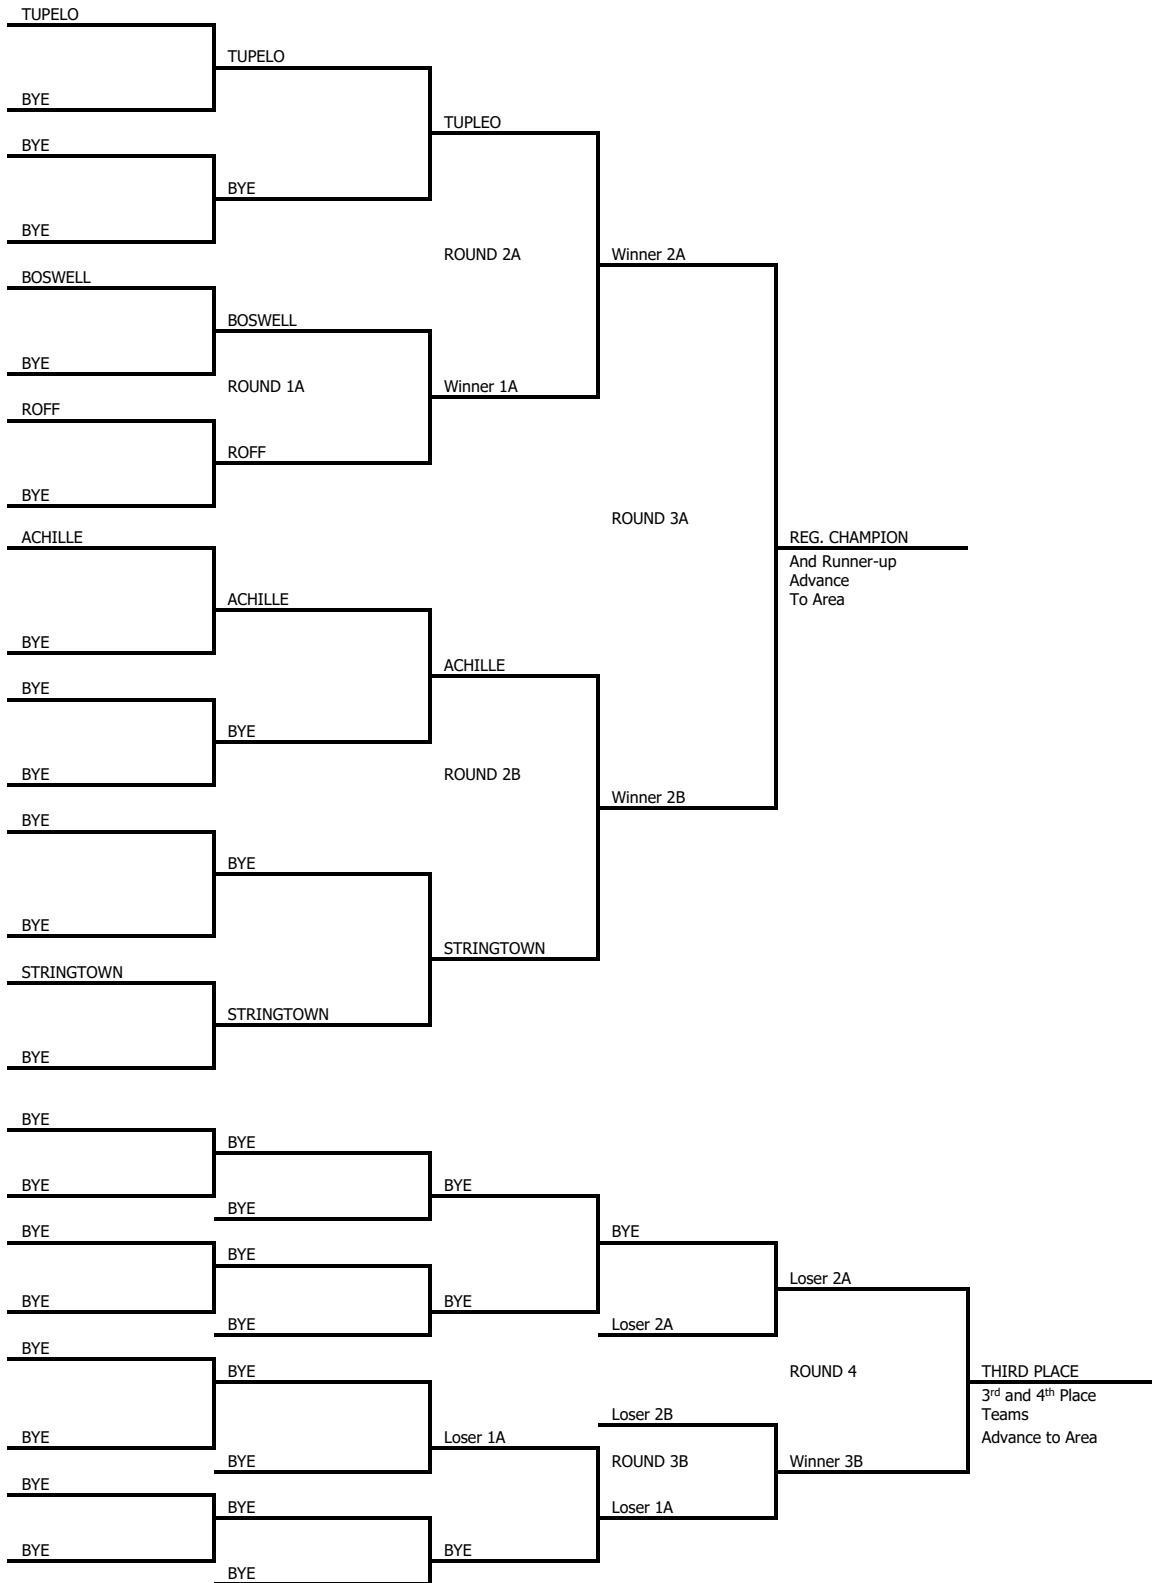 TUPELO
TUPELO
BYE
TUPLEO
BYE
BYE
BYE
ROUND 2A
Winner 2A
BOSWELL
BOSWELL
BYE
ROUND 1A
Winner 1A
ROFF
ROFF
BYE
ROUND 3A
ACHILLE
REG. CHAMPION
And Runner-up
Advance
To Area
ACHILLE
BYE
ACHILLE
BYE
BYE
BYE
ROUND 2B
Winner 2B
BYE
BYE
BYE
STRINGTOWN
STRINGTOWN
STRINGTOWN
BYE
BYE
BYE
BYE
BYE
BYE
BYE
BYE
BYE
Loser 2A
BYE
BYE
BYE
Loser 2A
BYE
BYE
ROUND 4
THIRD PLACE
3rd and 4th Place
Teams
Advance to Area
Loser 2B
BYE
Loser 1A
BYE
ROUND 3B
Winner 3B
BYE
BYE
Loser 1A
BYE
BYE
BYE